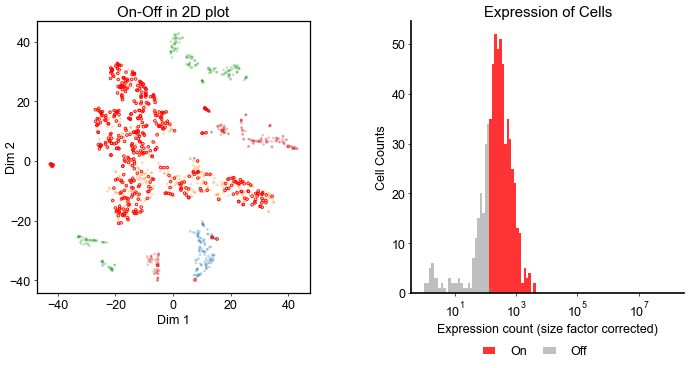 On-Off in 2D plot
40
20
0
−20
−40
Dim 2
−40 −20 0 20 40
Dim 1
Expression of Cells
50
40
30
20
10
0
Cell Counts
10^1 10^3 10^5 10^7
Expression count (size factor corrected)
On Off